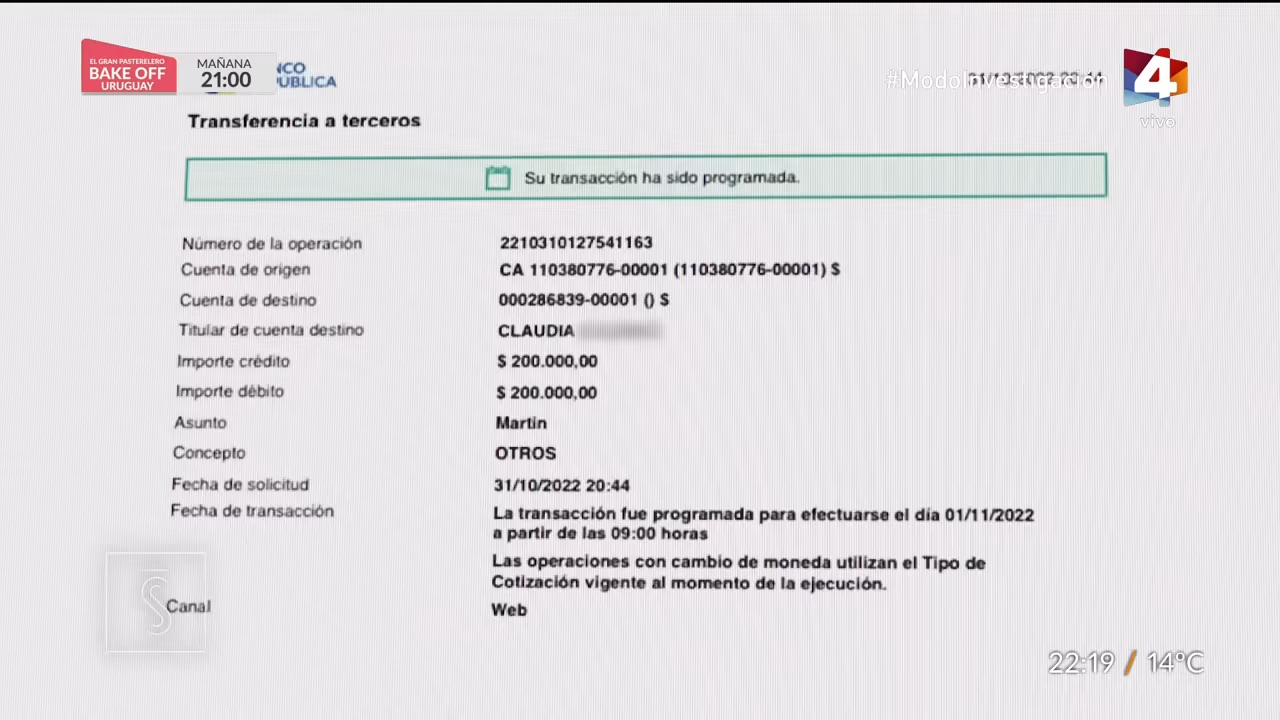 EL GRAN PASTERELERO
BAKE OFF
URUGUAY
MAÑANA
21:00
#ModoInvestigación
4
vivo
Transferencia a terceros
Su transacción ha sido programada.
Número de la operación 2210310127541163
Cuenta de origen CA 110380776-00001 (110380776-00001) $
Cuenta de destino 000286839-00001 () $
Titular de cuenta destino CLAUDIA
Importe crédito $ 200.000,00
Importe débito $ 200.000,00
Asunto Martin
Concepto OTROS
Fecha de solicitud 31/10/2022 20:44
Fecha de transacción La transacción fue programada para efectuarse el día 01/11/2022
a partir de las 09:00 horas
Las operaciones con cambio de moneda utilizan el Tipo de
Cotización vigente al momento de la ejecución.
Canal Web
S
22:19 / 14°C